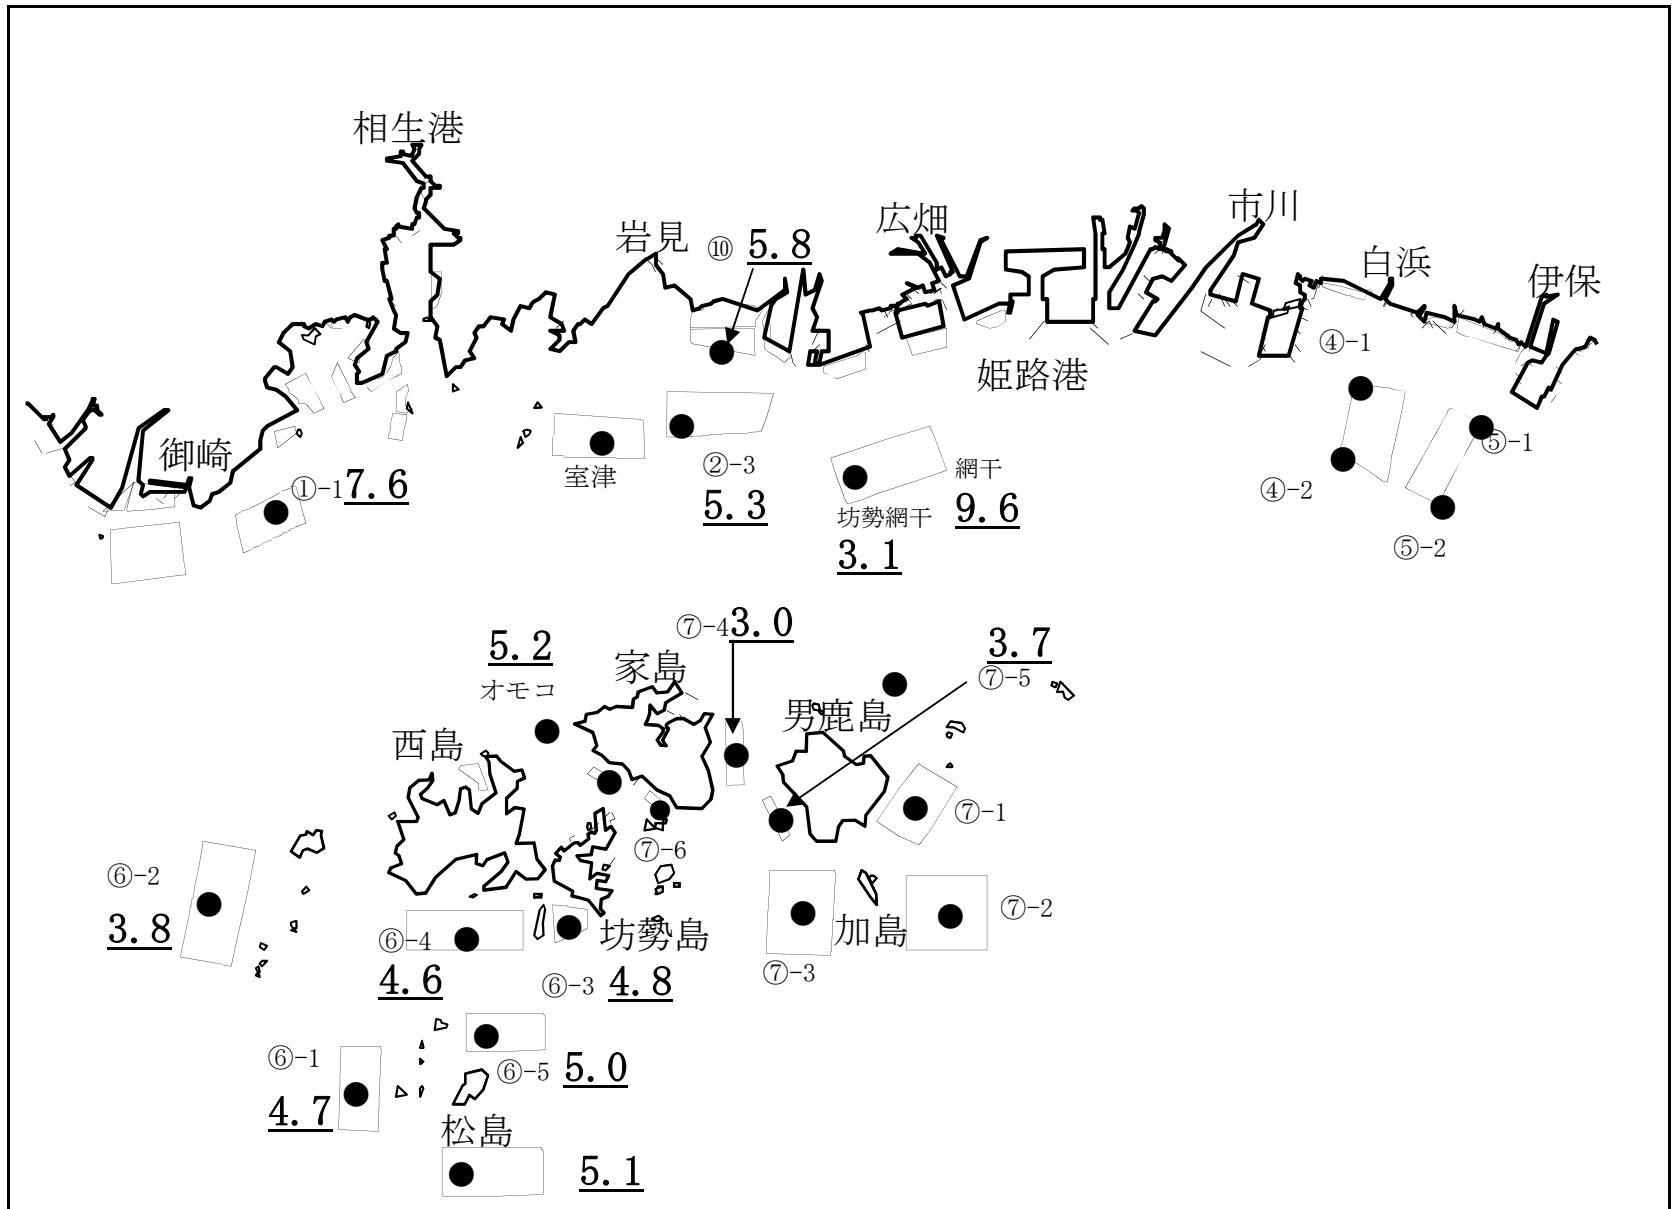 相生港
市川
広畑
岩見
⑩ 5.8
白浜
伊保
④-1
姫路港
御崎
⑤-1
①-1 7.6
室津
②-3
5.3
網干
9.6
坊勢網干
3.1
④-2
⑤-2
⑦-4 3.0
5.2
オモコ
家島
3.7
⑦-5
男鹿島
西島
⑦-1
⑦-6
⑥-2
3.8
⑦-2
加島
坊勢島
⑥-4
4.6
⑦-3
⑥-3 4.8
⑥-1
4.7
⑥-5 5.0
松島
5.1